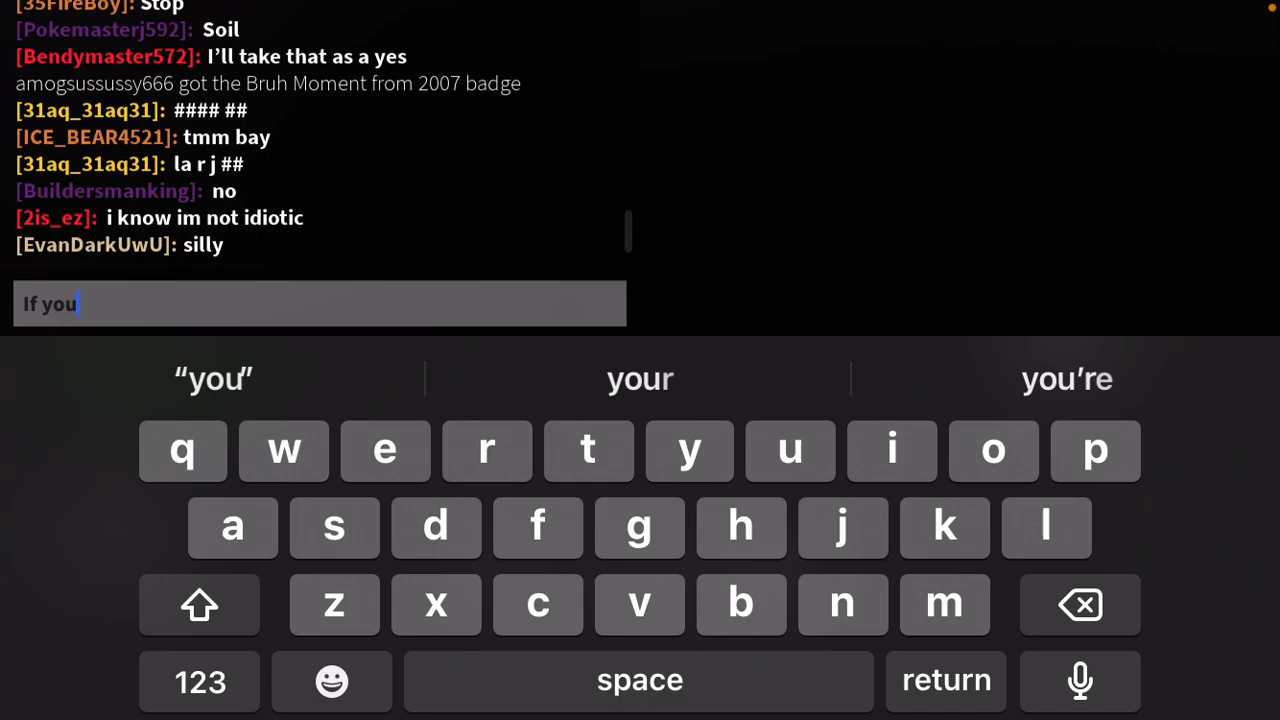 [35FireBoy]: Stop
[Pokemasterj592]: Soil
[Bendymaster572]: I’ll take that as a yes
amogsussussy666 got the Bruh Moment from 2007 badge
[31aq_31aq31]: #### ##
[ICE_BEAR4521]: tmm bay
[31aq_31aq31]: la r j ##
[Buildersmanking]: no
[2is_ez]: i know im not idiotic
[EvanDarkUwU]: silly
If you
“you” your you’re
q w e r t y u i o p
a s d f g h j k l
z x c v b n m
123 space return